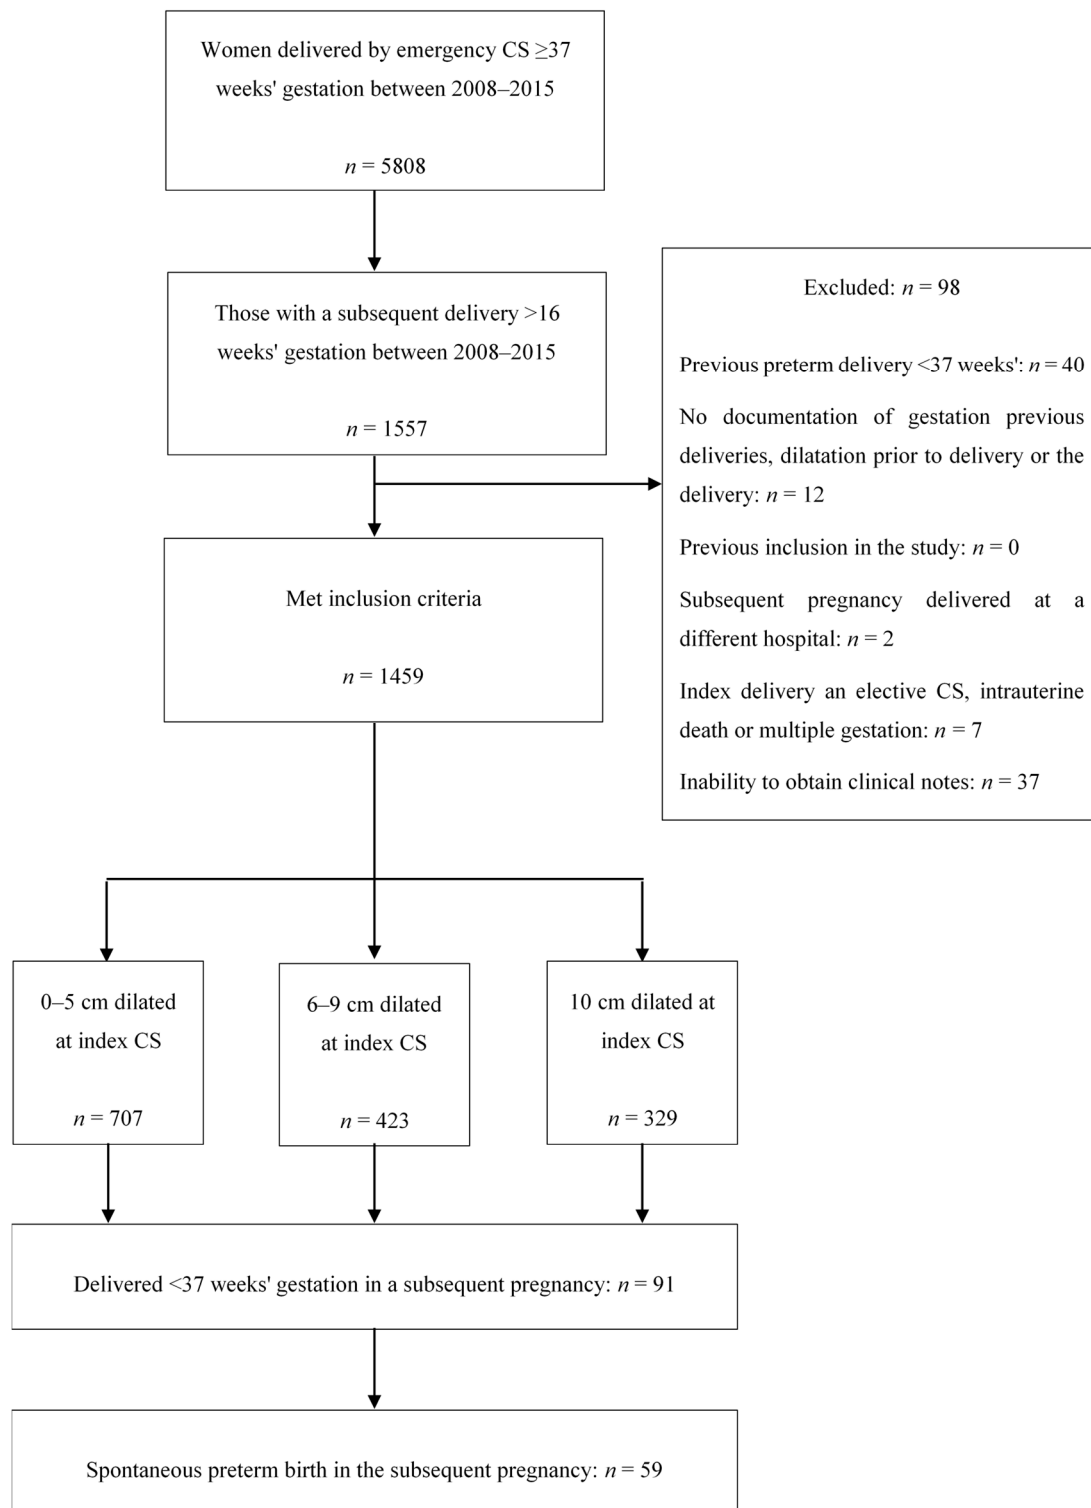 Women delivered by emergency CS ≥37
weeks' gestation between 2008–2015
n = 5808
Those with a subsequent delivery >16
weeks' gestation between 2008–2015
n = 1557
Excluded: n = 98
Previous preterm delivery <37 weeks': n = 40
No documentation of gestation previous
deliveries, dilatation prior to delivery or the
delivery: n = 12
Previous inclusion in the study: n = 0
Subsequent pregnancy delivered at a
different hospital: n = 2
Index delivery an elective CS, intrauterine
death or multiple gestation: n = 7
Inability to obtain clinical notes: n = 37
Met inclusion criteria
n = 1459
0–5 cm dilated
at index CS
n = 707
6–9 cm dilated
at index CS
n = 423
10 cm dilated at
index CS
n = 329
Delivered <37 weeks' gestation in a subsequent pregnancy: n = 91
Spontaneous preterm birth in the subsequent pregnancy: n = 59